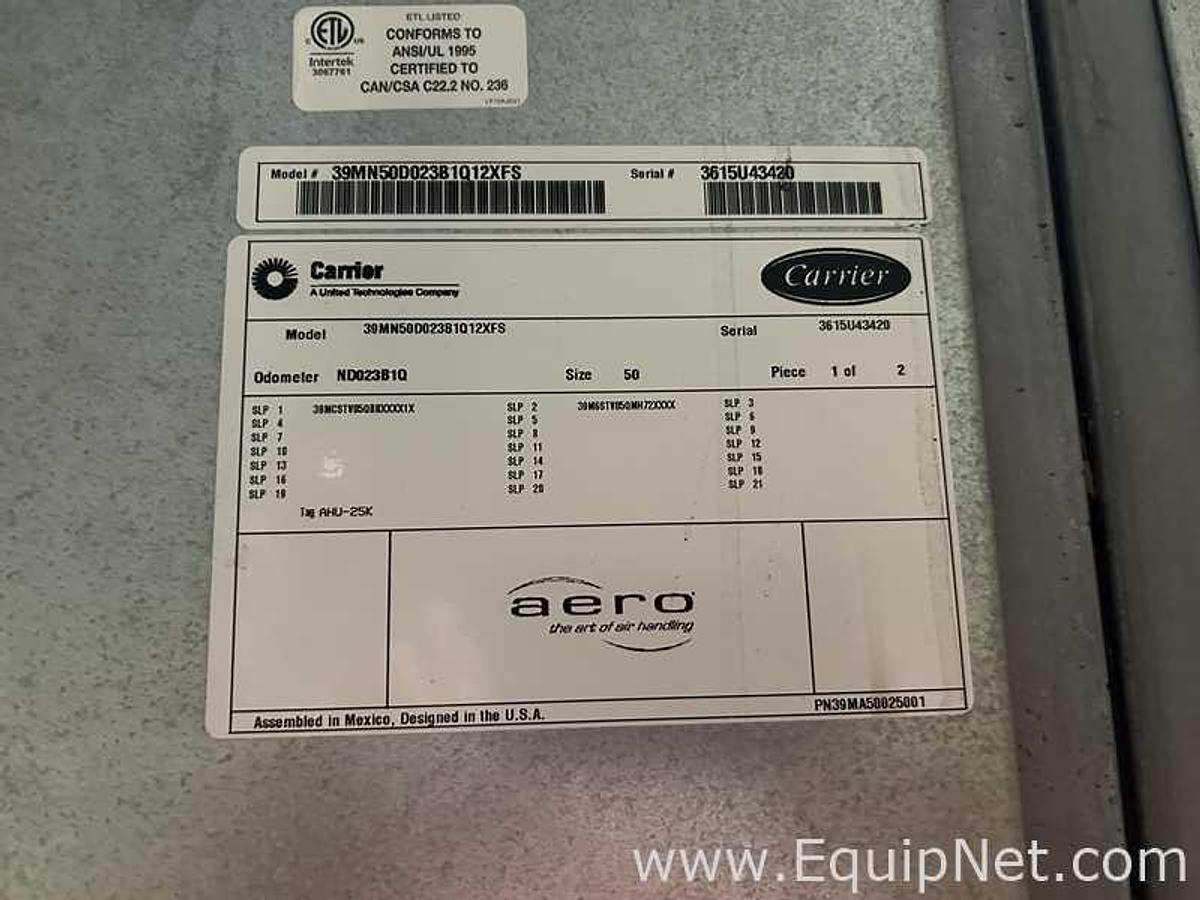 ETL LISTED
CONFORMS TO
ANSI/UL 1995
CERTIFIED TO
CAN/CSA C22.2 NO. 236
C ETL US
Intertek
3067761
Model # 39MN50D023B1Q12XFS Serial # 3615U43420
Carrier
A United Technologies Company
Carrier
Model 39MN50D023B1Q12XFS Serial 3615U43420
Odometer ND023B1Q Size 50 Piece 1 of 2
SLP 1 SLP 2 SLP 3
SLP 4 SLP 5 SLP 6
SLP 7 SLP 8 SLP 9
SLP 10 SLP 11 SLP 12
SLP 13 SLP 14 SLP 15
SLP 16 SLP 17 SLP 18
SLP 19 SLP 20 SLP 21
Tag AHU-25K
aero
the art of air handling
Assembled in Mexico, Designed in the U.S.A. PN39MA50025001
www.EquipNet.com